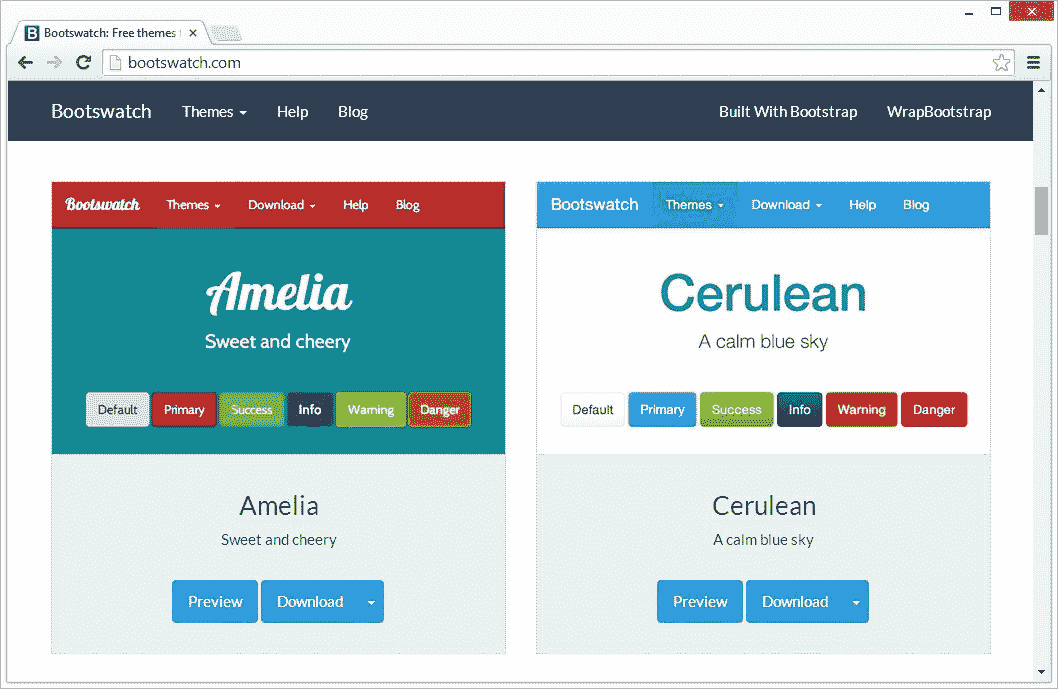 Bootswatch: Free themes
bootswatch.com
Bootswatch Themes Help Blog Built With Bootstrap WrapBootstrap
Bootswatch Themes Download Help Blog
Amelia
Sweet and cheery
Default Primary Success Info Warning Danger
Amelia
Sweet and cheery
Preview Download
Bootswatch Themes Download Help Blog
Cerulean
A calm blue sky
Default Primary Success Info Warning Danger
Cerulean
A calm blue sky
Preview Download